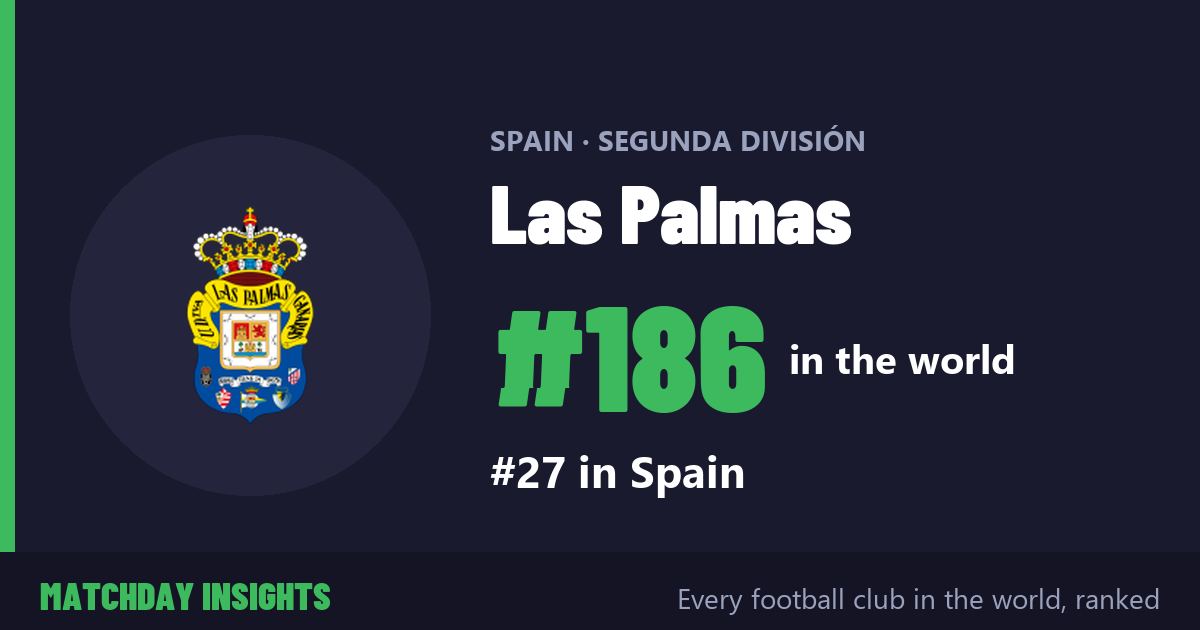 SPAIN · SEGUNDA DIVISIÓN
Las Palmas
#186 in the world
#27 in Spain
LAS PALMAS
MATCHDAY INSIGHTS
Every football club in the world, ranked